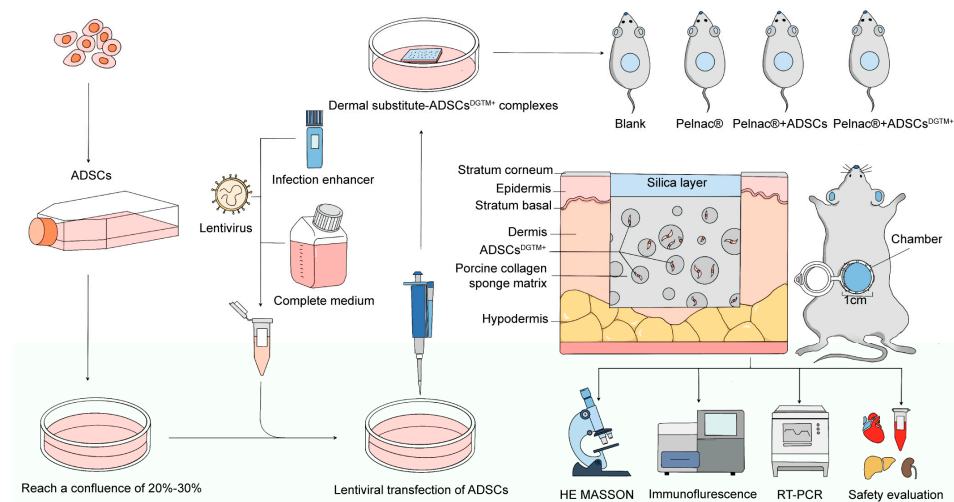 ADSCs
Lentivirus
Infection enhancer
Complete medium
Reach a confluence of 20%-30%
Lentiviral transfection of ADSCs
Dermal substitute-ADSCsᴰᴳᵀᴹ⁺ complexes
Blank
Pelnac®
Pelnac®+ADSCs
Pelnac®+ADSCsᴰᴳᵀᴹ⁺
Stratum corneum
Epidermis
Stratum basal
Dermis
ADSCsᴰᴳᵀᴹ⁺
Porcine collagen
sponge matrix
Hypodermis
Silica layer
Chamber
1cm
HE MASSON
Immunoflurescence
RT-PCR
Safety evaluation